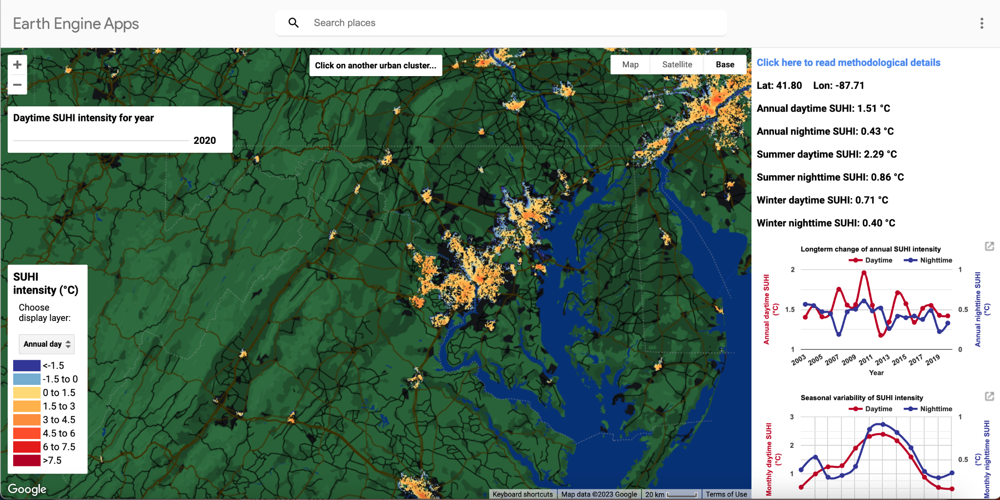 Earth Engine Apps
Search places
Click on another urban cluster...
Map
Satellite
Base
+
−
Daytime SUHI intensity for year
2020
SUHI
intensity (°C)
Choose
display layer:
Annual day
<-1.5
-1.5 to 0
0 to 1.5
1.5 to 3
3 to 4.5
4.5 to 6
6 to 7.5
>7.5
Google
Keyboard shortcuts
Map data ©2023 Google
20 km
Terms of Use
Click here to read methodological details
Lat: 41.80 Lon: -87.71
Annual daytime SUHI: 1.51 °C
Annual nightime SUHI: 0.43 °C
Summer daytime SUHI: 2.29 °C
Summer nighttime SUHI: 0.86 °C
Winter daytime SUHI: 0.71 °C
Winter nighttime SUHI: 0.40 °C
Longterm change of annual SUHI intensity
Daytime
Nighttime
Annual daytime SUHI
(°C)
2
1.5
1
1
0.5
0
Annual nighttime SUHI
(°C)
2003
2005
2007
2009
2011
2013
2015
2017
2019
Year
Seasonal variability of SUHI intensity
Daytime
Nighttime
Monthly daytime SUHI
(°C)
3
2
1
1
0.5
(°C)
Monthly nighttime SUHI